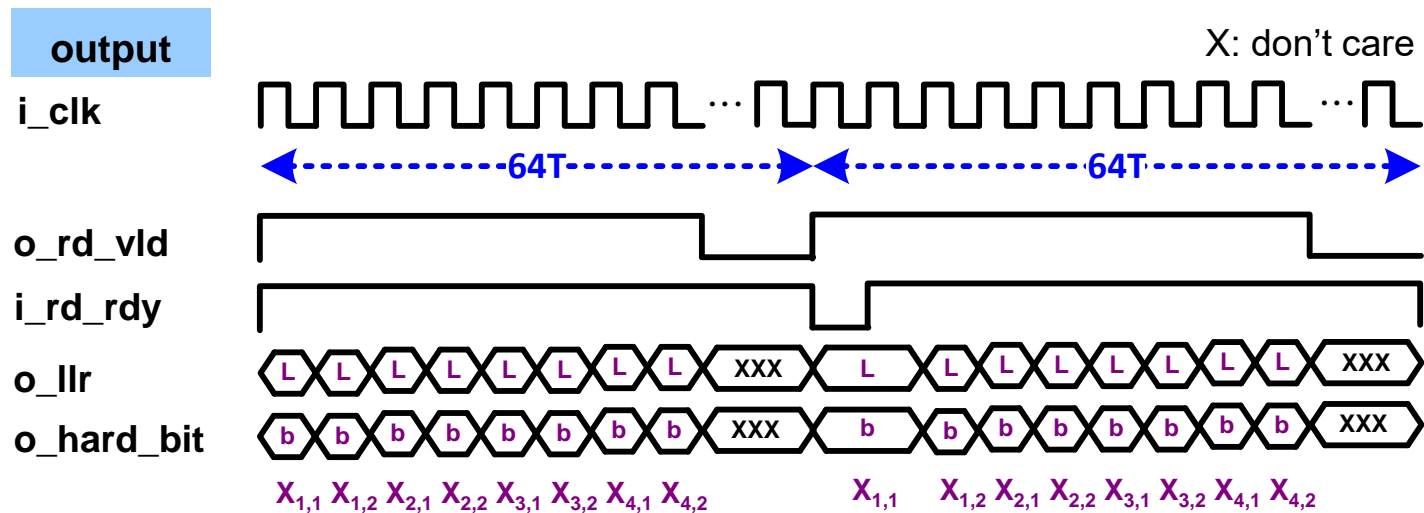 output
X: don't care
i_clk ... ...
64T 64T
o_rd_vld
i_rd_rdy
o_llr L L L L L L L L XXX L L L L L L L L XXX
o_hard_bit b b b b b b b b XXX b b b b b b b b XXX
X1,1 X1,2 X2,1 X2,2 X3,1 X3,2 X4,1 X4,2 X1,1 X1,2 X2,1 X2,2 X3,1 X3,2 X4,1 X4,2